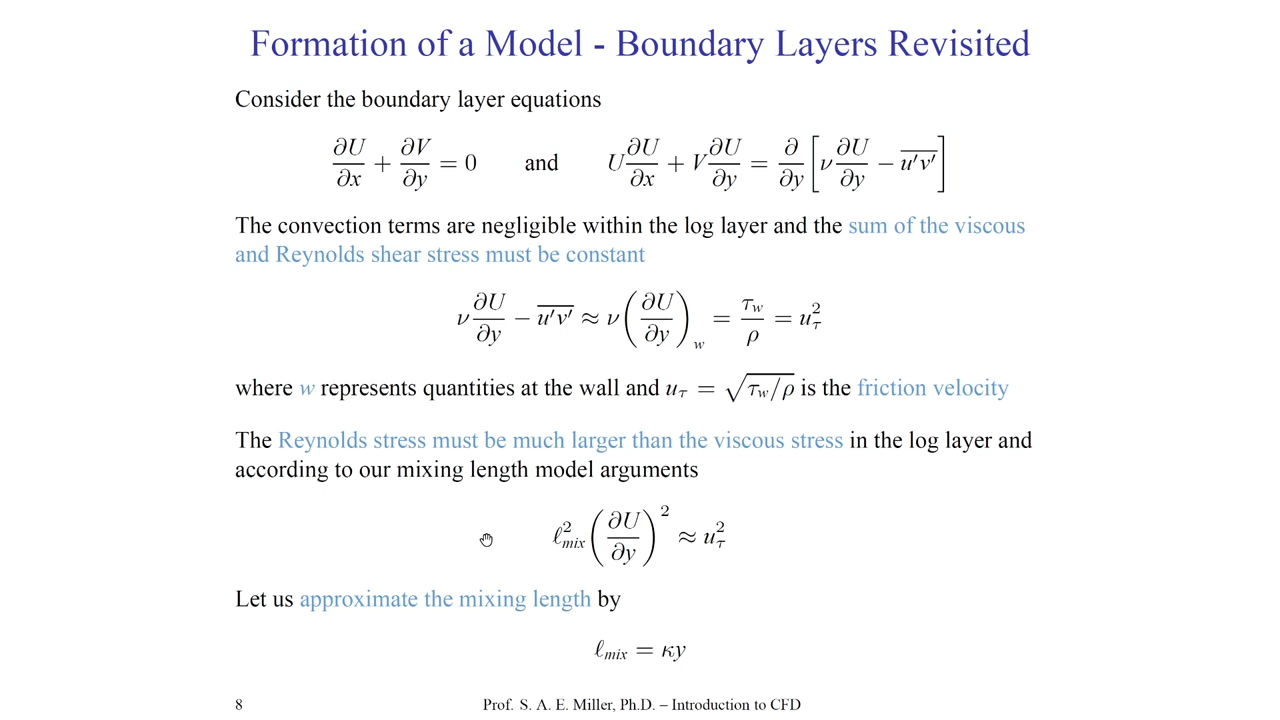 Formation of a Model - Boundary Layers Revisited
Consider the boundary layer equations
∂U/∂x + ∂V/∂y = 0 and U ∂U/∂x + V ∂U/∂y = ∂/∂y [ν ∂U/∂y − \overline{u′v′}]
The convection terms are negligible within the log layer and the sum of the viscous
and Reynolds shear stress must be constant
ν ∂U/∂y − \overline{u′v′} ≈ ν (∂U/∂y)_w = τ_w/ρ = u_τ^2
where w represents quantities at the wall and u_τ = √(τ_w/ρ) is the friction velocity
The Reynolds stress must be much larger than the viscous stress in the log layer and
according to our mixing length model arguments
ℓ_mix^2 (∂U/∂y)^2 ≈ u_τ^2
Let us approximate the mixing length by
ℓ_mix = κy
8 Prof. S. A. E. Miller, Ph.D. – Introduction to CFD